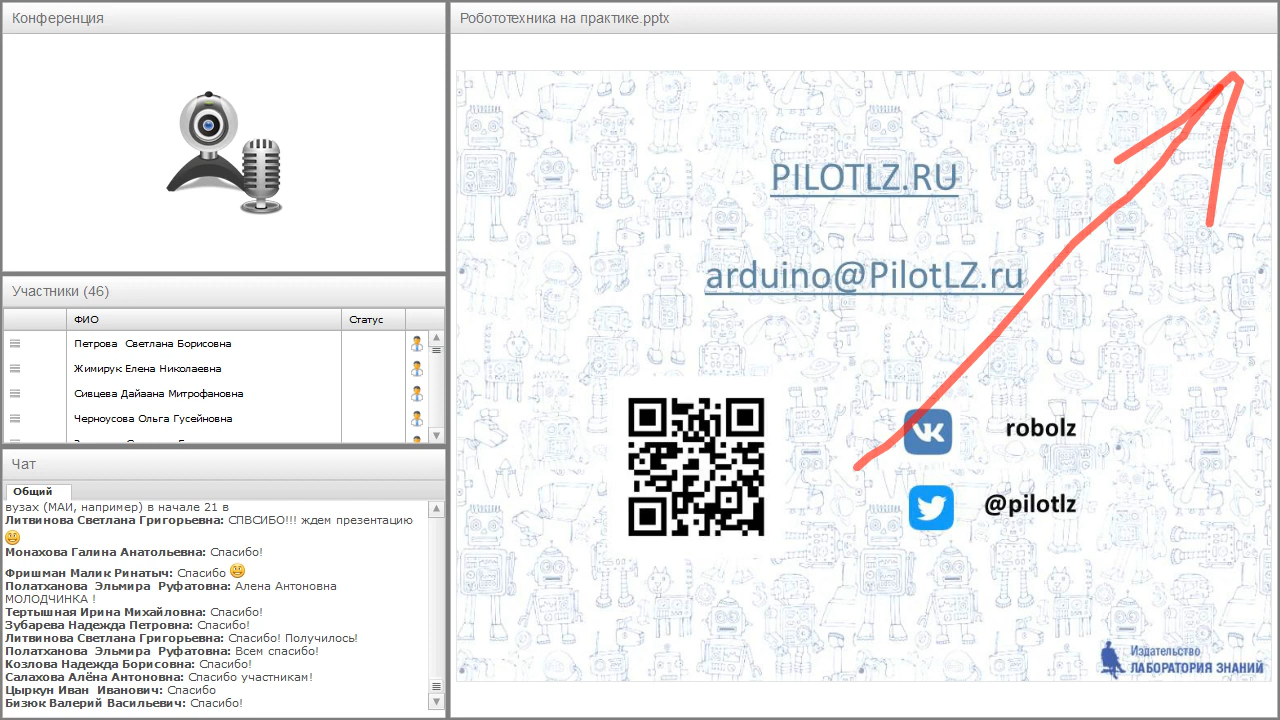 Конференция
Участники (46)
ФИО Статус
Петрова Светлана Борисовна
Жимирук Елена Николаевна
Сивцева Дайаана Митрофановна
Черноусова Ольга Гусейновна
Чат
Общий
вузах (МАИ, например) в начале 21 в
Литвинова Светлана Григорьевна: СПВСИБО!!! ждем презентацию
Монахова Галина Анатольевна: Спасибо!
Фришман Малик Ринатыч: Спасибо
Полатханова Эльмира Руфатовна: Алена Антоновна
МОЛОДЧИНКА !
Тертышная Ирина Михайловна: Спасибо!
Зубарева Надежда Петровна: Спасибо!
Литвинова Светлана Григорьевна: Спасибо! Получилось!
Полатханова Эльмира Руфатовна: Всем спасибо!
Козлова Надежда Борисовна: Спасибо!
Салахова Алёна Антоновна: Спасибо участникам!
Цыркун Иван Иванович: Спасибо
Бизюк Валерий Васильевич: Спасибо!
Робототехника на практике.pptx
PILOTLZ.RU
arduino@PilotLZ.ru
robolz
@pilotlz
Издательство
ЛАБОРАТОРИЯ ЗНАНИЙ